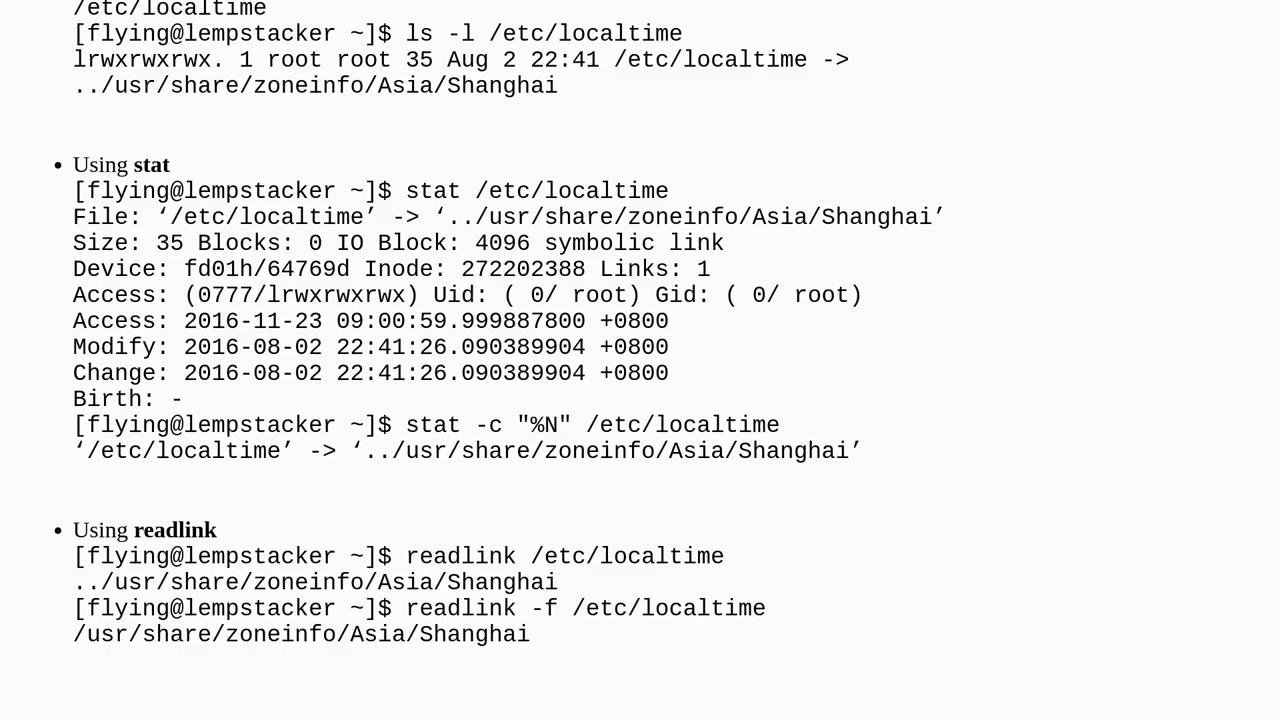 /etc/localtime
[flying@lempstacker ~]$ ls -l /etc/localtime
lrwxrwxrwx. 1 root root 35 Aug 2 22:41 /etc/localtime ->
../usr/share/zoneinfo/Asia/Shanghai
• Using stat
[flying@lempstacker ~]$ stat /etc/localtime
File: ‘/etc/localtime’ -> ‘../usr/share/zoneinfo/Asia/Shanghai’
Size: 35 Blocks: 0 IO Block: 4096 symbolic link
Device: fd01h/64769d Inode: 272202388 Links: 1
Access: (0777/lrwxrwxrwx) Uid: ( 0/ root) Gid: ( 0/ root)
Access: 2016-11-23 09:00:59.999887800 +0800
Modify: 2016-08-02 22:41:26.090389904 +0800
Change: 2016-08-02 22:41:26.090389904 +0800
Birth: -
[flying@lempstacker ~]$ stat -c "%N" /etc/localtime
‘/etc/localtime’ -> ‘../usr/share/zoneinfo/Asia/Shanghai’
• Using readlink
[flying@lempstacker ~]$ readlink /etc/localtime
../usr/share/zoneinfo/Asia/Shanghai
[flying@lempstacker ~]$ readlink -f /etc/localtime
/usr/share/zoneinfo/Asia/Shanghai